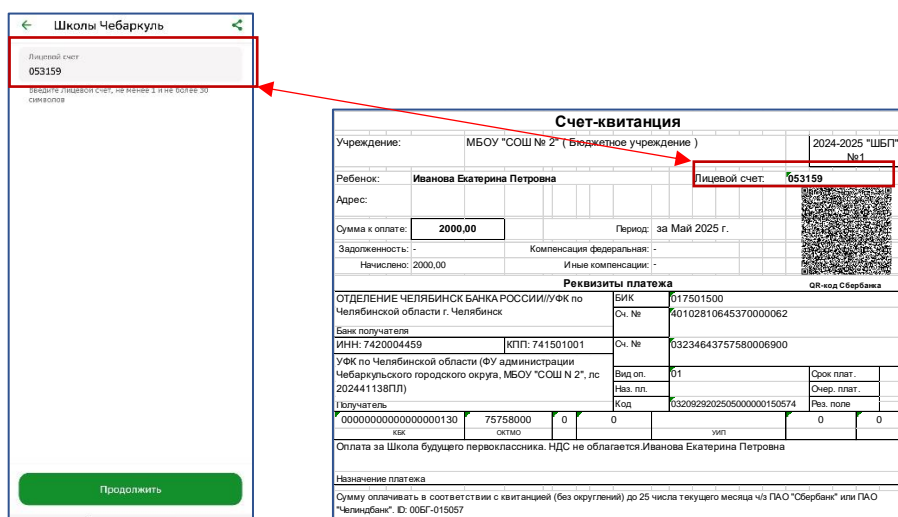 Школы Чебаркуль
Лицевой счет
053159
Введите Лицевой счет, не менее 1 и не более 30
символов
Продолжить
Счет-квитанция
Учреждение: МБОУ "СОШ № 2" ( Бюджетное учреждение ) 2024-2025 "ШБП"
№1
Ребенок: Иванова Екатерина Петровна Лицевой счет: 053159
Адрес:
Сумма к оплате: 2000,00 Период: за Май 2025 г.
Задолженность: - Компенсация федеральная: -
Начислено: 2000,00 Иные компенсации: -
Реквизиты платежа QR-код Сбербанка
ОТДЕЛЕНИЕ ЧЕЛЯБИНСК БАНКА РОССИИ//УФК по БИК 017501500
Челябинской области г. Челябинск Сч. № 40102810645370000062
Банк получателя
ИНН: 7420004459 КПП: 741501001 Сч. № 03234643757580006900
УФК по Челябинской области (ФУ администрации
Чебаркульского городского округа, МБОУ "СОШ N 2", лс Вид оп. 01 Срок плат.
202441138ПЛ) Наз. пл. Очер. плат.
Получатель Код 0320929202505000000150574 Рез. поле
00000000000000000130 75758000 0 0 0 0
КБК ОКТМО УИП
Оплата за Школа будущего первоклассника. НДС не облагается.Иванова Екатерина Петровна
Назначение платежа
Сумму оплачивать в соответствии с квитанцией (без округлений) до 25 числа текущего месяца ч/з ПАО "Сбербанк" или ПАО
"Челиндбанк". ID: 00БГ-015057